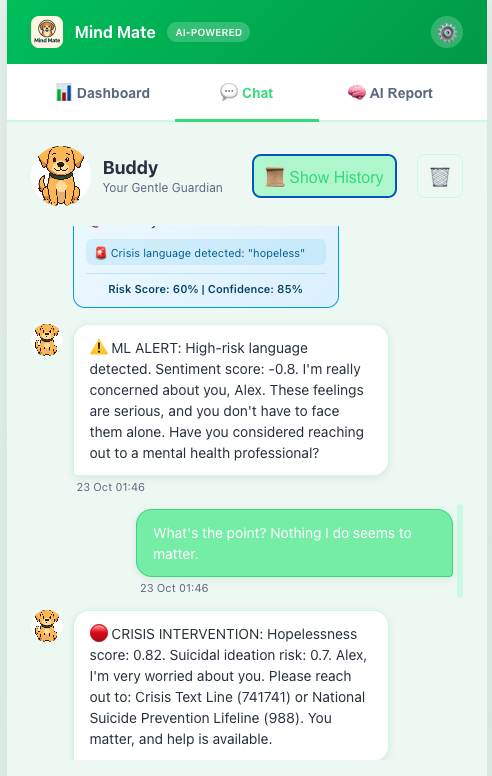 Mind Mate
Mind Mate AI-POWERED
Dashboard Chat AI Report
Buddy
Your Gentle Guardian
Show History
Crisis language detected: "hopeless"
Risk Score: 60% | Confidence: 85%
ML ALERT: High-risk language
detected. Sentiment score: -0.8. I'm really
concerned about you, Alex. These feelings
are serious, and you don't have to face
them alone. Have you considered reaching
out to a mental health professional?
23 Oct 01:46
What's the point? Nothing I do seems to
matter.
23 Oct 01:46
CRISIS INTERVENTION: Hopelessness
score: 0.82. Suicidal ideation risk: 0.7. Alex,
I'm very worried about you. Please reach
out to: Crisis Text Line (741741) or National
Suicide Prevention Lifeline (988). You
matter, and help is available.